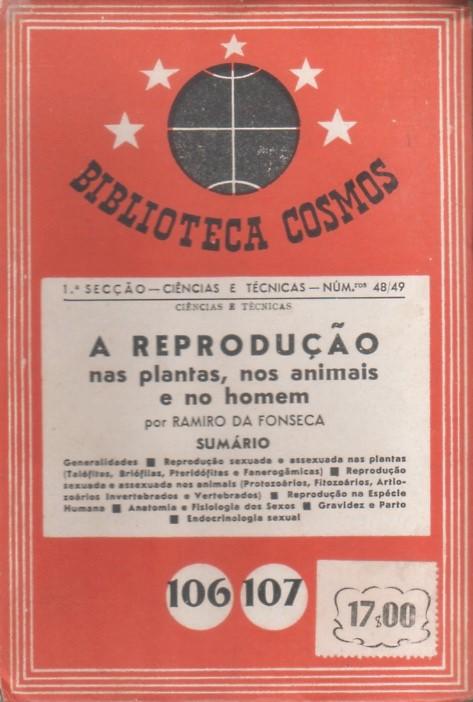 BIBLIOTECA COSMOS
1.ª SECÇÃO — CIÊNCIAS E TÉCNICAS — NÚM.ros 48/49
CIÊNCIAS E TÉCNICAS
A REPRODUÇÃO
nas plantas, nos animais
e no homem
por RAMIRO DA FONSECA
SUMÁRIO
Generalidades ■ Reprodução sexuada e assexuada nas plantas
(Talófitas, Briófilas, Pteridófitas e Fanerogâmicas) ■ Reprodução
sexuada e assexuada nos animais (Protozoários, Fitozoários, Artio-
zoários Invertebrados e Vertebrados) ■ Reprodução na Espécie
Humana ■ Anatomia e Fisiologia dos Sexos ■ Gravidez e Parto
■ Endocrinologia sexual
106 107
17$00